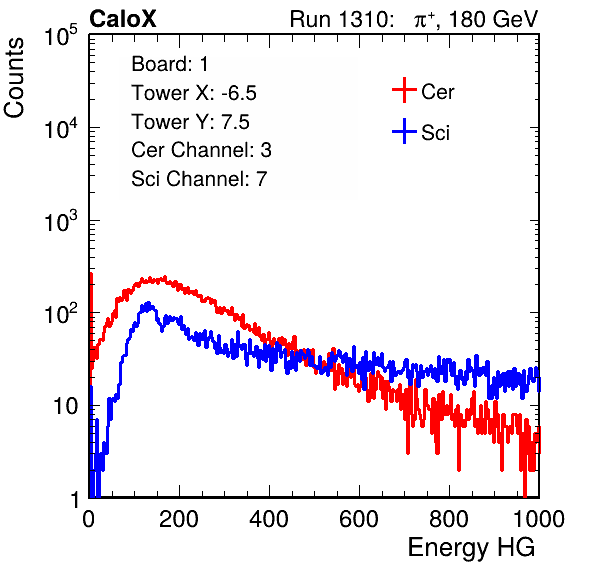 CaloX Run 1310: π⁺, 180 GeV
Board: 1
Tower X: -6.5
Tower Y: 7.5
Cer Channel: 3
Sci Channel: 7
Cer
Sci
Counts
10⁵
10⁴
10³
10²
10
1
0 200 400 600 800 1000
Energy HG